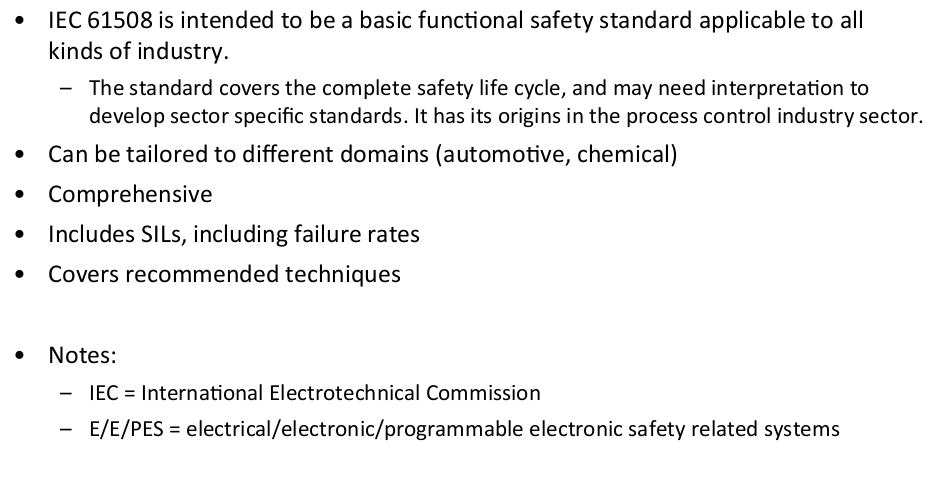 • IEC 61508 is intended to be a basic functional safety standard applicable to all
kinds of industry.
– The standard covers the complete safety life cycle, and may need interpretation to
develop sector specific standards. It has its origins in the process control industry sector.
• Can be tailored to different domains (automotive, chemical)
• Comprehensive
• Includes SILs, including failure rates
• Covers recommended techniques
• Notes:
– IEC = International Electrotechnical Commission
– E/E/PES = electrical/electronic/programmable electronic safety related systems